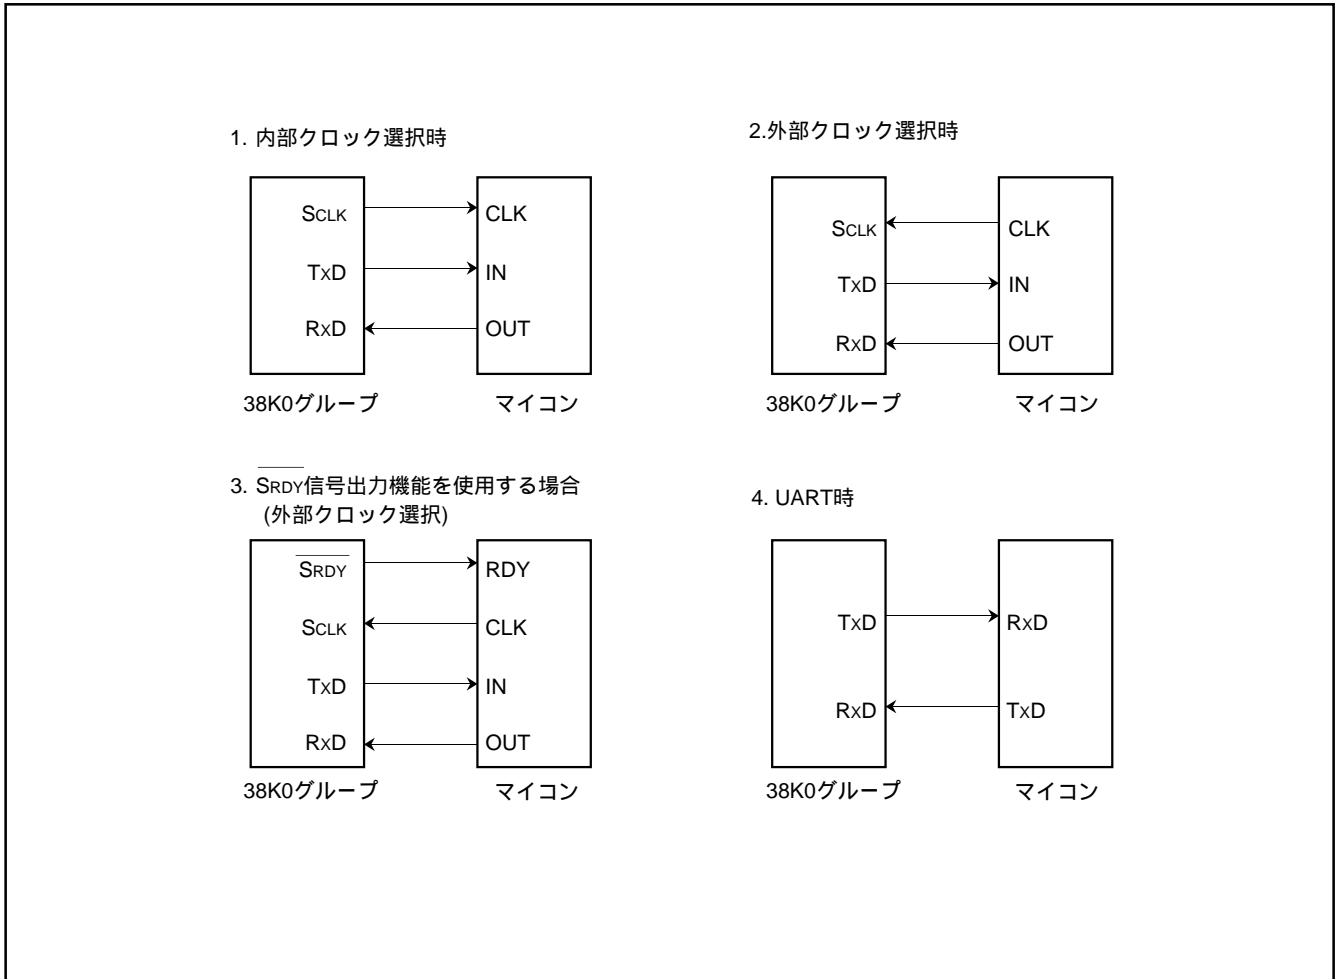 1. 内部クロック選択時
SCLK CLK
TxD IN
RxD OUT
38K0グループ マイコン
2.外部クロック選択時
SCLK CLK
TxD IN
RxD OUT
38K0グループ マイコン
3. S̅R̅D̅Y̅信号出力機能を使用する場合
(外部クロック選択)
S̅R̅D̅Y̅ RDY
SCLK CLK
TxD IN
RxD OUT
38K0グループ マイコン
4. UART時
TxD RxD
RxD TxD
38K0グループ マイコン